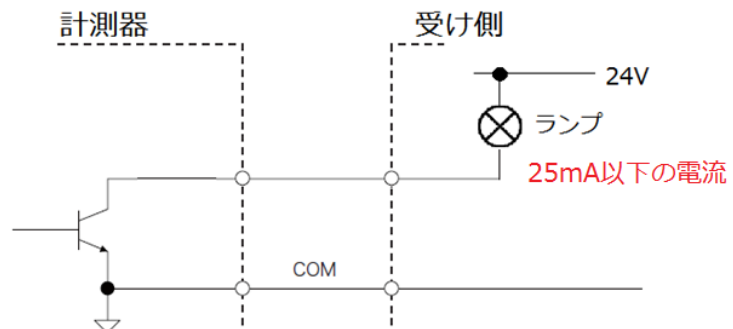 計測器
受け側
24V
ランプ
25mA以下の電流
COM